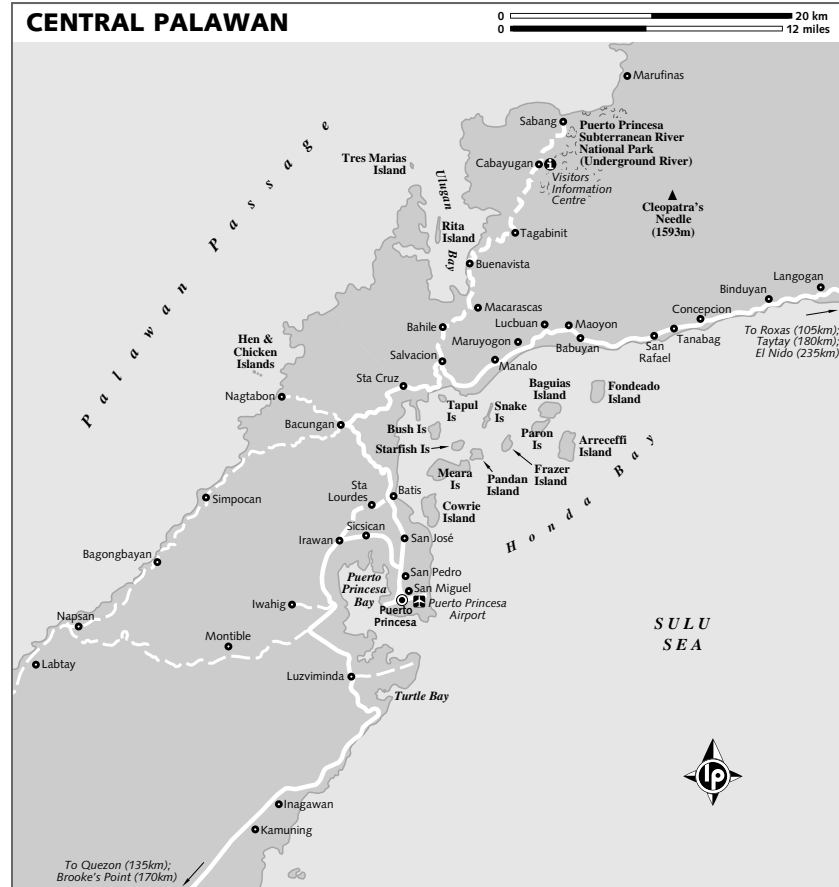 CENTRAL PALAWAN
0 20 km
0 12 miles
Marufinas
Sabang
Puerto Princesa
Subterranean River
National Park
(Underground River)
Cabayugan
Visitors
Information
Centre
Tres Marias
Island
Ulugan
Bay
Rita
Island
Cleopatra's
Needle
(1593m)
Tagabinit
Palawan Passage
Buenavista
Langogan
Binduyan
Macarascas
Concepcion
Lucbuan
Maoyon
Bahile
Maruyogon
To Roxas (105km);
Taytay (180km);
El Nido (235km)
Babuyan
San
Rafael
Tanabag
Hen &
Chicken
Islands
Salvacion
Manalo
Sta Cruz
Nagtabon
Baguias
Island
Fondeado
Island
Tapul
Is
Snake
Is
Bacungan
Bush Is
Paron
Is
Arreceffi
Island
Starfish Is
Frazer
Island
Meara
Is
Pandan
Island
Honda Bay
Simpocan
Sta
Lourdes
Batis
Cowrie
Island
Sicsican
Irawan
San José
Bagongbayan
Puerto
Princesa
Bay
San Pedro
San Miguel
Iwahig
Puerto
Princesa
Puerto Princesa
Airport
Napsan
Montible
SULU
SEA
Labtay
Luzviminda
Turtle Bay
lp
Inagawan
Kamuning
To Quezon (135km);
Brooke's Point (170km)